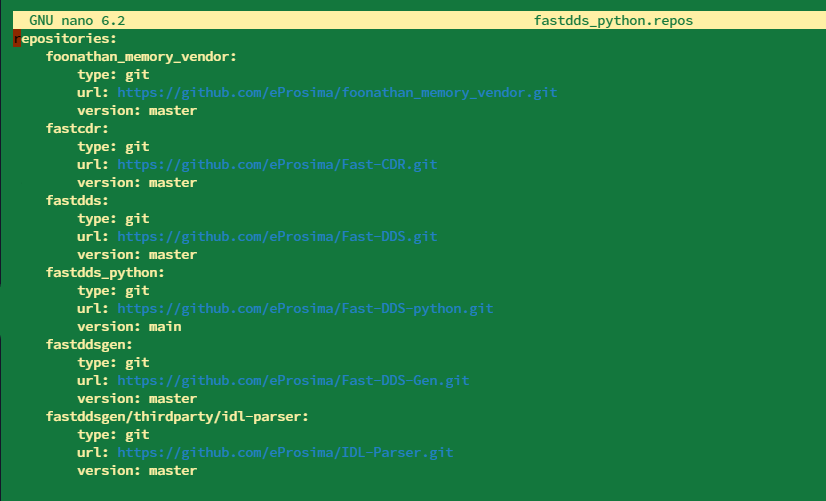 GNU nano 6.2 fastdds_python.repos
repositories:
    foonathan_memory_vendor:
        type: git
        url: https://github.com/eProsima/foonathan_memory_vendor.git
        version: master
    fastcdr:
        type: git
        url: https://github.com/eProsima/Fast-CDR.git
        version: master
    fastdds:
        type: git
        url: https://github.com/eProsima/Fast-DDS.git
        version: master
    fastdds_python:
        type: git
        url: https://github.com/eProsima/Fast-DDS-python.git
        version: main
    fastddsgen:
        type: git
        url: https://github.com/eProsima/Fast-DDS-Gen.git
        version: master
    fastddsgen/thirdparty/idl-parser:
        type: git
        url: https://github.com/eProsima/IDL-Parser.git
        version: master